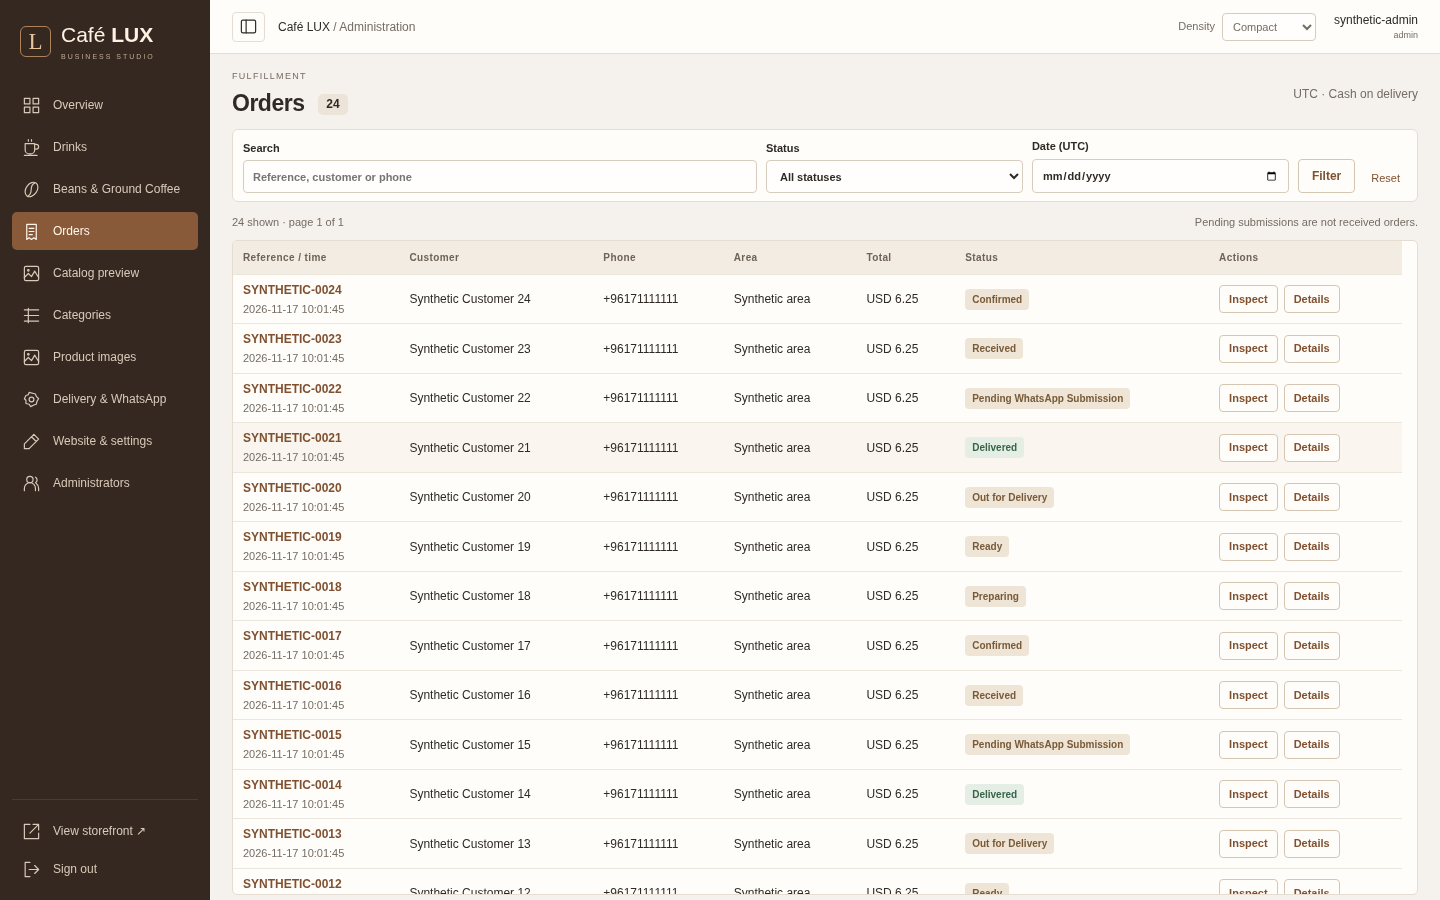 L
Café LUX
BUSINESS STUDIO
Overview
Drinks
Beans & Ground Coffee
Orders
Catalog preview
Categories
Product images
Delivery & WhatsApp
Website & settings
Administrators
View storefront ↗
Sign out
Café LUX / Administration
Density Compact
synthetic-admin
admin
FULFILLMENT
Orders 24
UTC · Cash on delivery
Search Status Date (UTC)
Reference, customer or phone All statuses mm/dd/yyyy Filter Reset
24 shown · page 1 of 1 Pending submissions are not received orders.
Reference / time Customer Phone Area Total Status Actions
SYNTHETIC-0024
2026-11-17 10:01:45 Synthetic Customer 24 +96171111111 Synthetic area USD 6.25 Confirmed Inspect Details
SYNTHETIC-0023
2026-11-17 10:01:45 Synthetic Customer 23 +96171111111 Synthetic area USD 6.25 Received Inspect Details
SYNTHETIC-0022
2026-11-17 10:01:45 Synthetic Customer 22 +96171111111 Synthetic area USD 6.25 Pending WhatsApp Submission Inspect Details
SYNTHETIC-0021
2026-11-17 10:01:45 Synthetic Customer 21 +96171111111 Synthetic area USD 6.25 Delivered Inspect Details
SYNTHETIC-0020
2026-11-17 10:01:45 Synthetic Customer 20 +96171111111 Synthetic area USD 6.25 Out for Delivery Inspect Details
SYNTHETIC-0019
2026-11-17 10:01:45 Synthetic Customer 19 +96171111111 Synthetic area USD 6.25 Ready Inspect Details
SYNTHETIC-0018
2026-11-17 10:01:45 Synthetic Customer 18 +96171111111 Synthetic area USD 6.25 Preparing Inspect Details
SYNTHETIC-0017
2026-11-17 10:01:45 Synthetic Customer 17 +96171111111 Synthetic area USD 6.25 Confirmed Inspect Details
SYNTHETIC-0016
2026-11-17 10:01:45 Synthetic Customer 16 +96171111111 Synthetic area USD 6.25 Received Inspect Details
SYNTHETIC-0015
2026-11-17 10:01:45 Synthetic Customer 15 +96171111111 Synthetic area USD 6.25 Pending WhatsApp Submission Inspect Details
SYNTHETIC-0014
2026-11-17 10:01:45 Synthetic Customer 14 +96171111111 Synthetic area USD 6.25 Delivered Inspect Details
SYNTHETIC-0013
2026-11-17 10:01:45 Synthetic Customer 13 +96171111111 Synthetic area USD 6.25 Out for Delivery Inspect Details
SYNTHETIC-0012
Synthetic Customer 12 +96171111111 Synthetic area USD 6.25 Ready Inspect Details